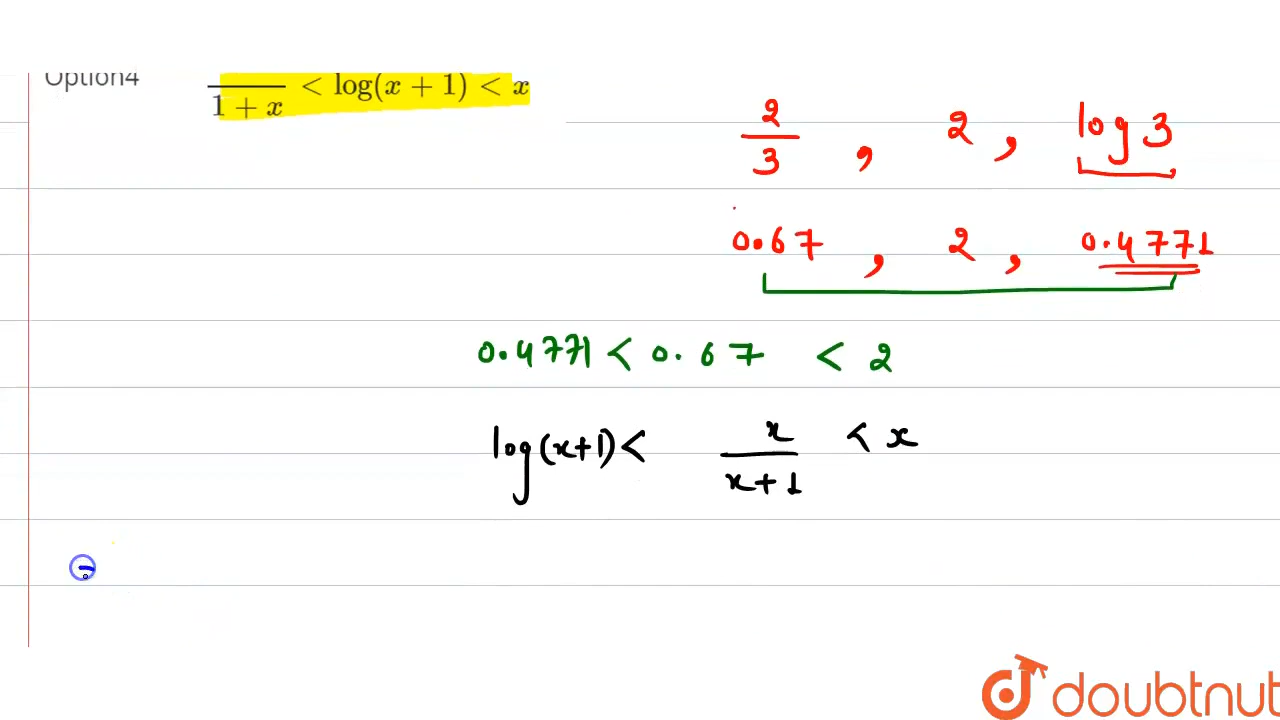 Option4
1 + x < log(x + 1) < x
2/3 , 2 , log 3
0.67 , 2 , 0.4771
0.4771 < 0.67 < 2
log(x+1) < x/(x+1) < x
doubtnut